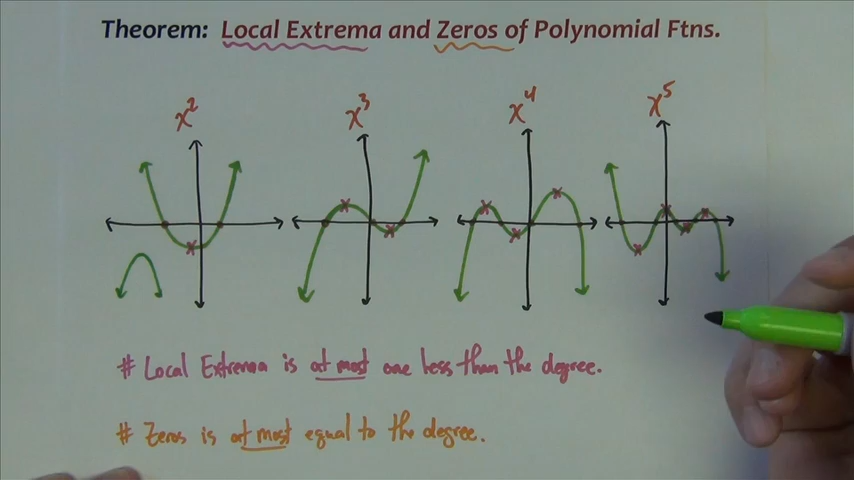 Theorem: Local Extrema and Zeros of Polynomial Ftns.
x² x³ x⁴ x⁵
# Local Extrema is at most one less than the degree.
# Zeros is at most equal to the degree.